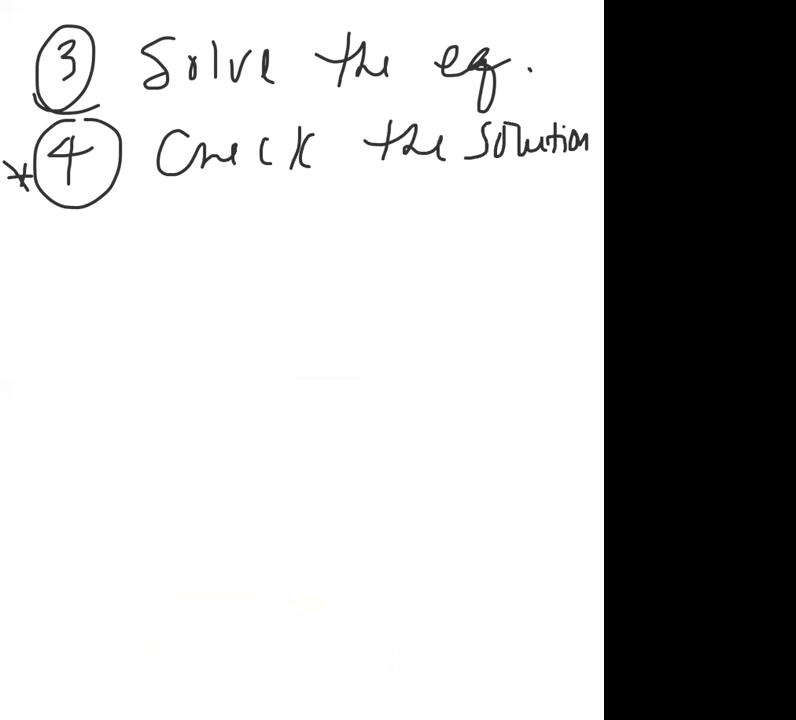 ③ Solve the eq.
* ④ Check the solution